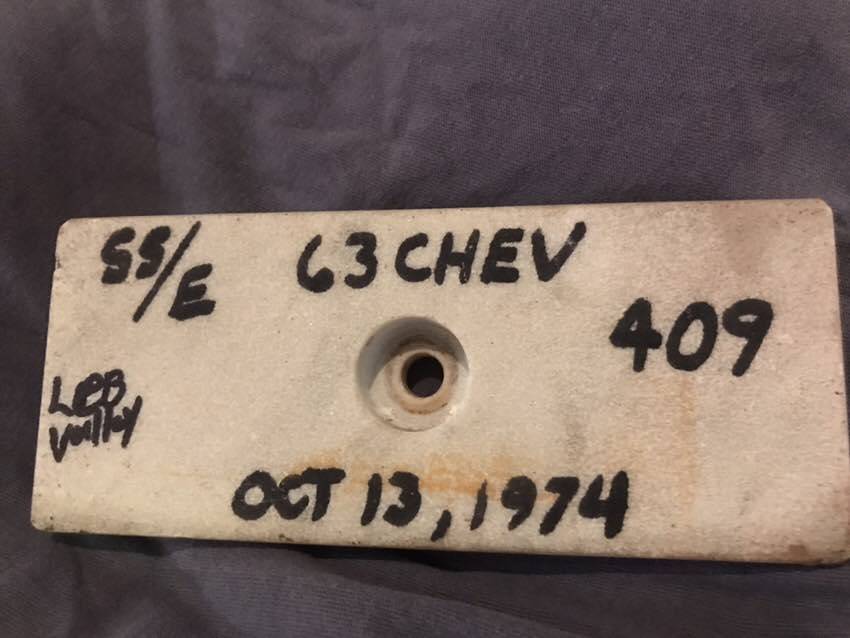 SS/E 63 CHEV
409
LEB
Valley
OCT 13, 1974